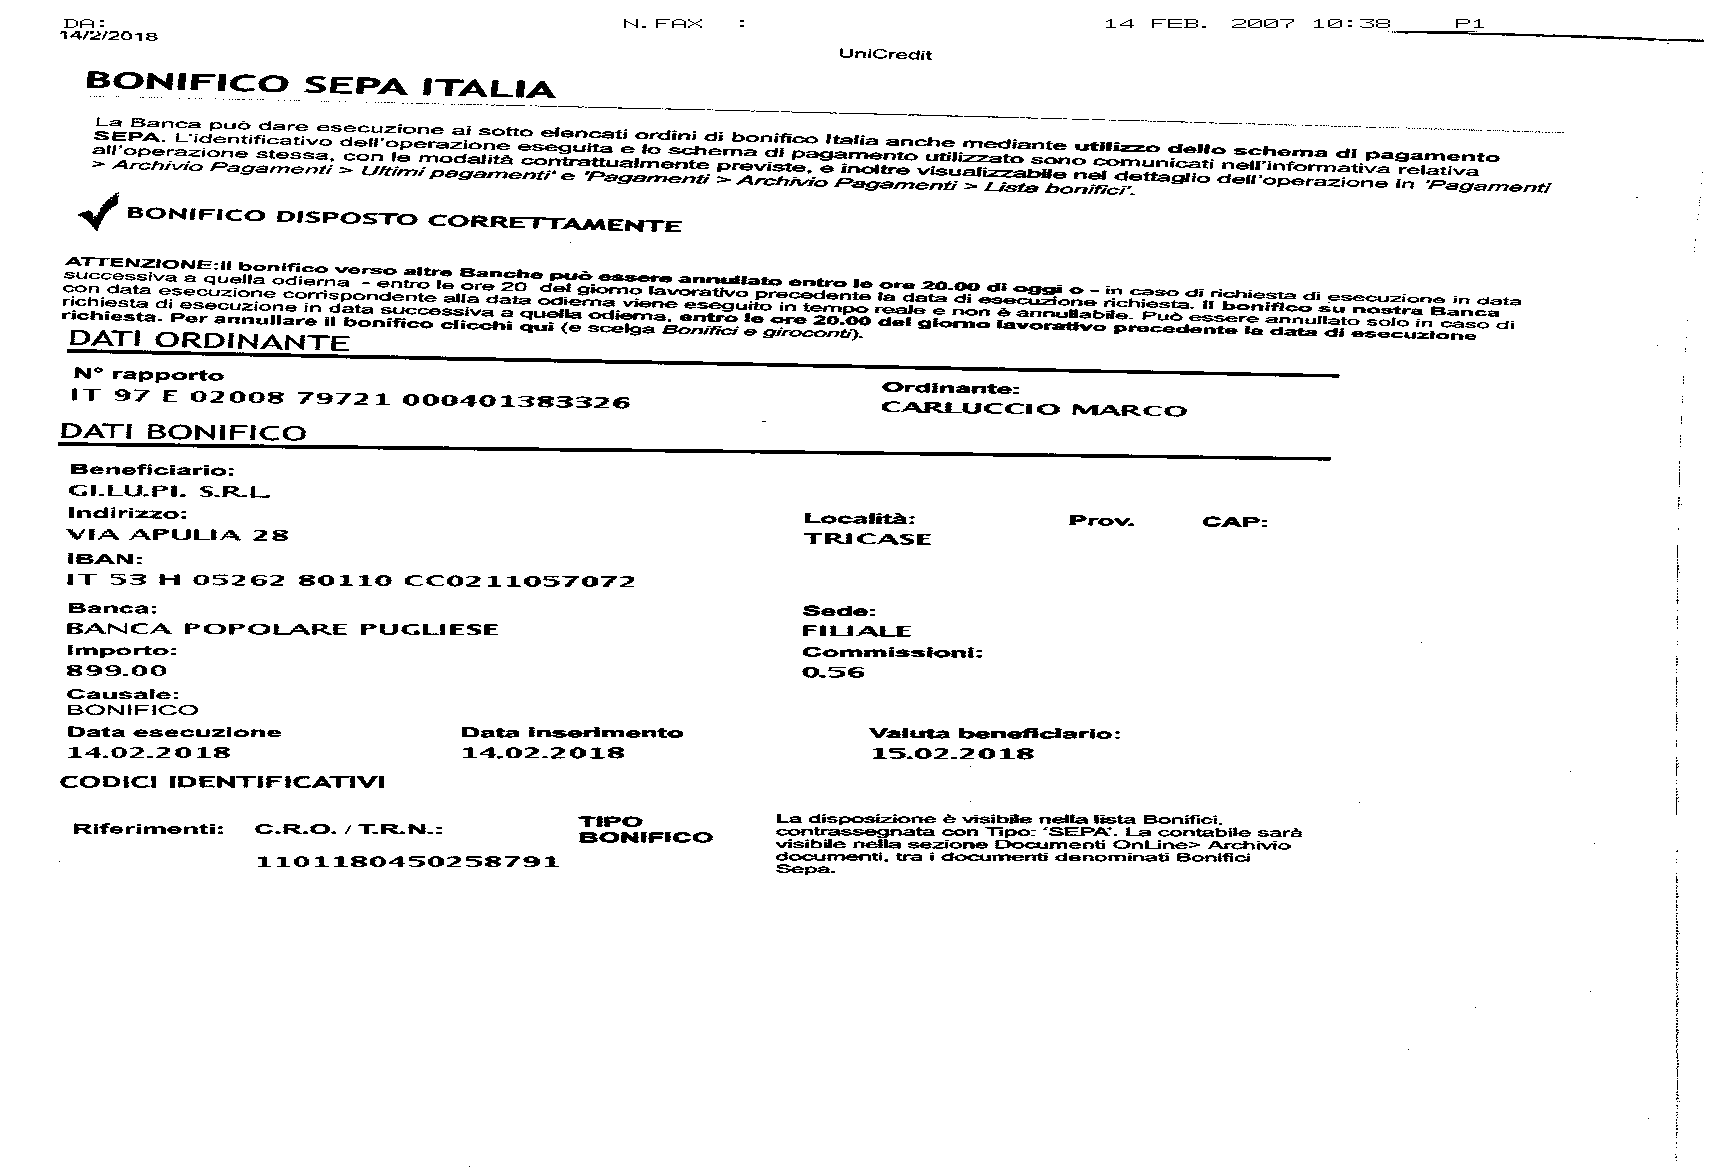 DA: N. FAX : 14 FEB. 2007 10:38 P1
14/2/2018
UniCredit
BONIFICO SEPA ITALIA
La Banca può dare esecuzione ai sotto elencati ordini di bonifico Italia anche mediante utilizzo dello schema di pagamento
SEPA. L'identificativo dell'operazione eseguita e lo schema di pagamento utilizzato sono comunicati nell'informativa relativa
all'operazione stessa, con le modalità contrattualmente previste, e inoltre visualizzabile nel dettaglio dell'operazione in 'Pagamenti
> Archivio Pagamenti > Ultimi pagamenti' e 'Pagamenti > Archivio Pagamenti > Lista bonifici'.
BONIFICO DISPOSTO CORRETTAMENTE
ATTENZIONE:Il bonifico verso altre Banche può essere annullato entro le ore 20.00 di oggi o - in caso di richiesta di esecuzione in data
successiva a quella odierna - entro le ore 20 del giorno lavorativo precedente la data di esecuzione richiesta. Il bonifico su nostra Banca
con data esecuzione corrispondente alla data odierna viene eseguito in tempo reale e non è annullabile. Può essere annullato solo in caso di
richiesta di esecuzione in data successiva a quella odierna, entro le ore 20.00 del giorno lavorativo precedente la data di esecuzione
richiesta. Per annullare il bonifico clicchi qui (e scelga Bonifici e giroconti).
DATI ORDINANTE
N° rapporto
IT 97 E 02008 79721 000401383326
Ordinante:
CARLUCCIO MARCO
DATI BONIFICO
Beneficiario:
GI.LU.PI. S.R.L.
Indirizzo: Località: Prov. CAP:
VIA APULIA 28 TRICASE
IBAN:
IT 53 H 05262 80110 CC0211057072
Banca: Sede:
BANCA POPOLARE PUGLIESE FILIALE
Importo: Commissioni:
899.00 0.56
Causale:
BONIFICO
Data esecuzione Data inserimento Valuta beneficiario:
14.02.2018 14.02.2018 15.02.2018
CODICI IDENTIFICATIVI
Riferimenti: C.R.O. / T.R.N.:
1101180450258791
TIPO
BONIFICO
La disposizione è visibile nella lista Bonifici,
contrassegnata con Tipo: 'SEPA'. La contabile sarà
visibile nella sezione Documenti OnLine> Archivio
documenti, tra i documenti denominati Bonifici
Sepa.